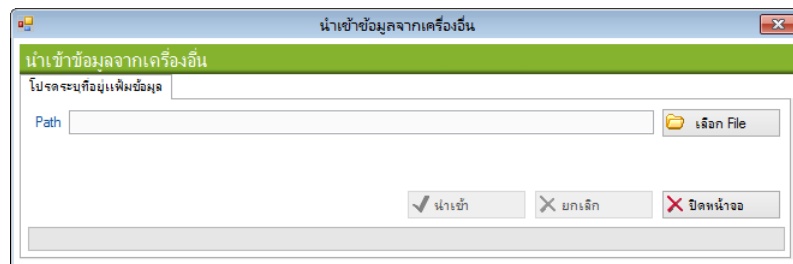 นำเข้าข้อมูลจากเครื่องอื่น
นำเข้าข้อมูลจากเครื่องอื่น
โปรดระบุที่อยู่แฟ้มข้อมูล
Path เลือก File
นำเข้า ยกเลิก ปิดหน้าจอ